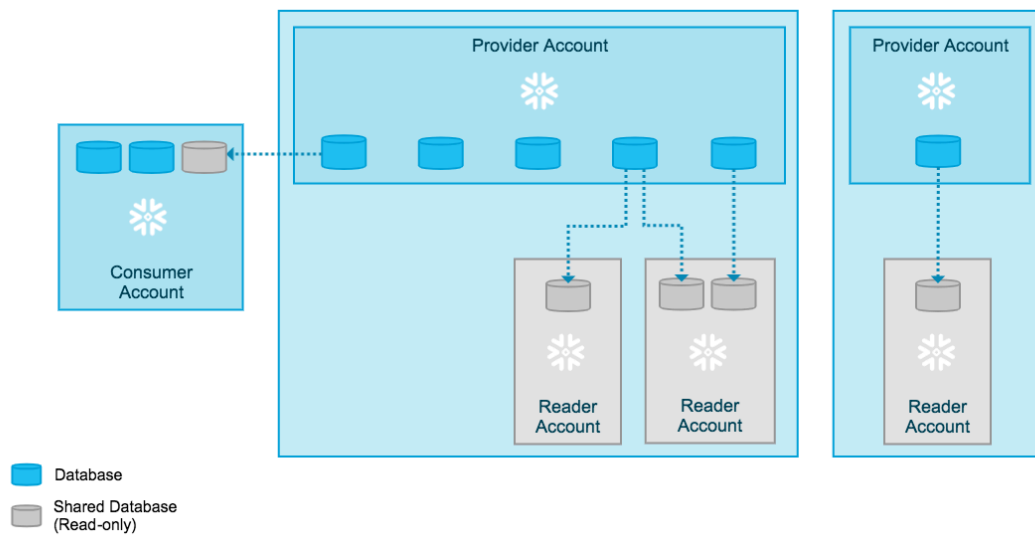 Provider Account
Provider Account
Consumer
Account
Reader
Account
Reader
Account
Reader
Account
Database
Shared Database
(Read-only)